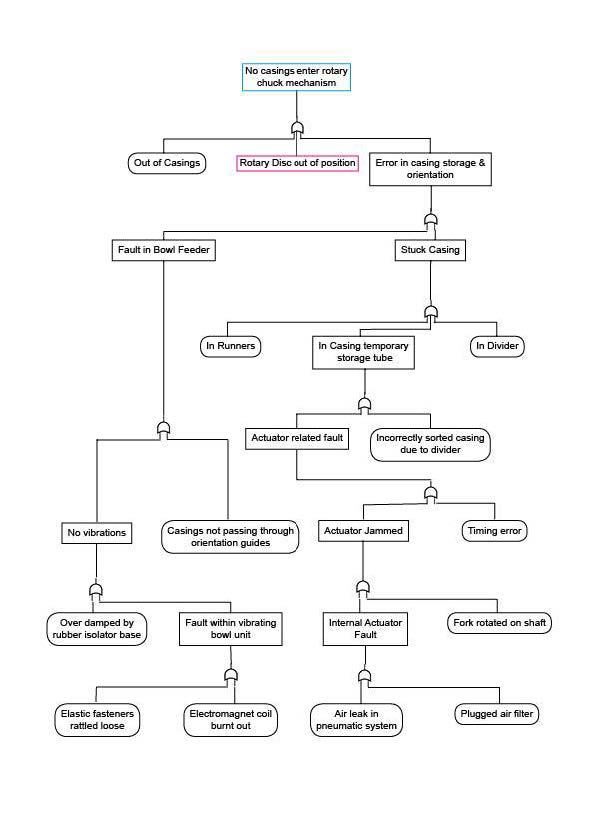 No casings enter rotary
chuck mechanism
Out of Casings
Rotary Disc out of position
Error in casing storage &
orientation
Fault in Bowl Feeder
Stuck Casing
In Runners
In Casing temporary
storage tube
In Divider
Actuator related fault
Incorrectly sorted casing
due to divider
No vibrations
Casings not passing through
orientation guides
Actuator Jammed
Timing error
Over damped by
rubber isolator base
Fault within vibrating
bowl unit
Internal Actuator
Fault
Fork rotated on shaft
Elastic fasteners
rattled loose
Electromagnet coil
burnt out
Air leak in
pneumatic system
Plugged air filter